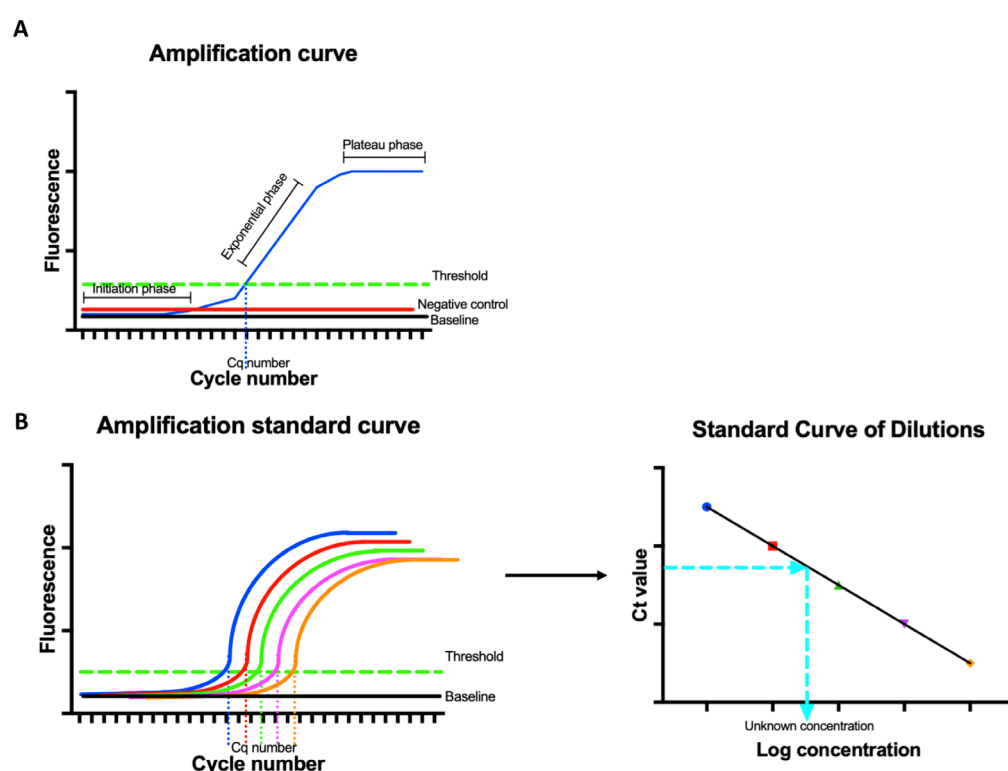 A
Amplification curve
Fluorescence
Plateau phase
Exponential phase
Threshold
Initiation phase
Negative control
Baseline
Cq number
Cycle number
B
Amplification standard curve
Fluorescence
Threshold
Baseline
Cq number
Cycle number
Standard Curve of Dilutions
Ct value
Unknown concentration
Log concentration